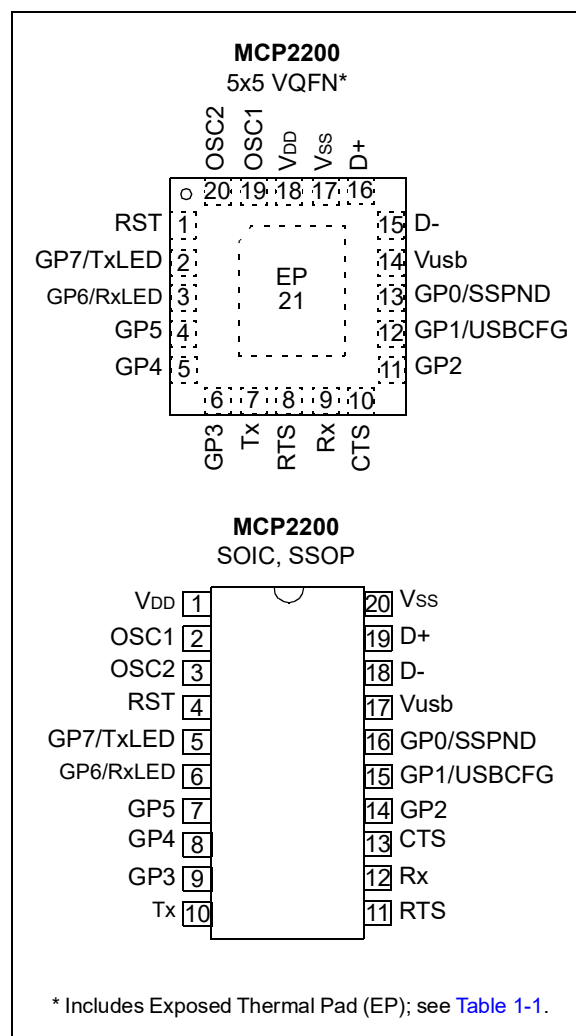 MCP2200
5x5 VQFN*
OSC2 OSC1 VDD VSS D+
20 19 18 17 16
RST 1 15 D-
GP7/TxLED 2 14 Vusb
GP6/RxLED 3 EP 13 GP0/SSPND
21
GP5 4 12 GP1/USBCFG
GP4 5 11 GP2
6 7 8 9 10
GP3 Tx RTS Rx CTS
MCP2200
SOIC, SSOP
VDD 1 20 VSS
OSC1 2 19 D+
OSC2 3 18 D-
RST 4 17 Vusb
GP7/TxLED 5 16 GP0/SSPND
GP6/RxLED 6 15 GP1/USBCFG
GP5 7 14 GP2
GP4 8 13 CTS
GP3 9 12 Rx
Tx 10 11 RTS
* Includes Exposed Thermal Pad (EP); see Table 1-1.